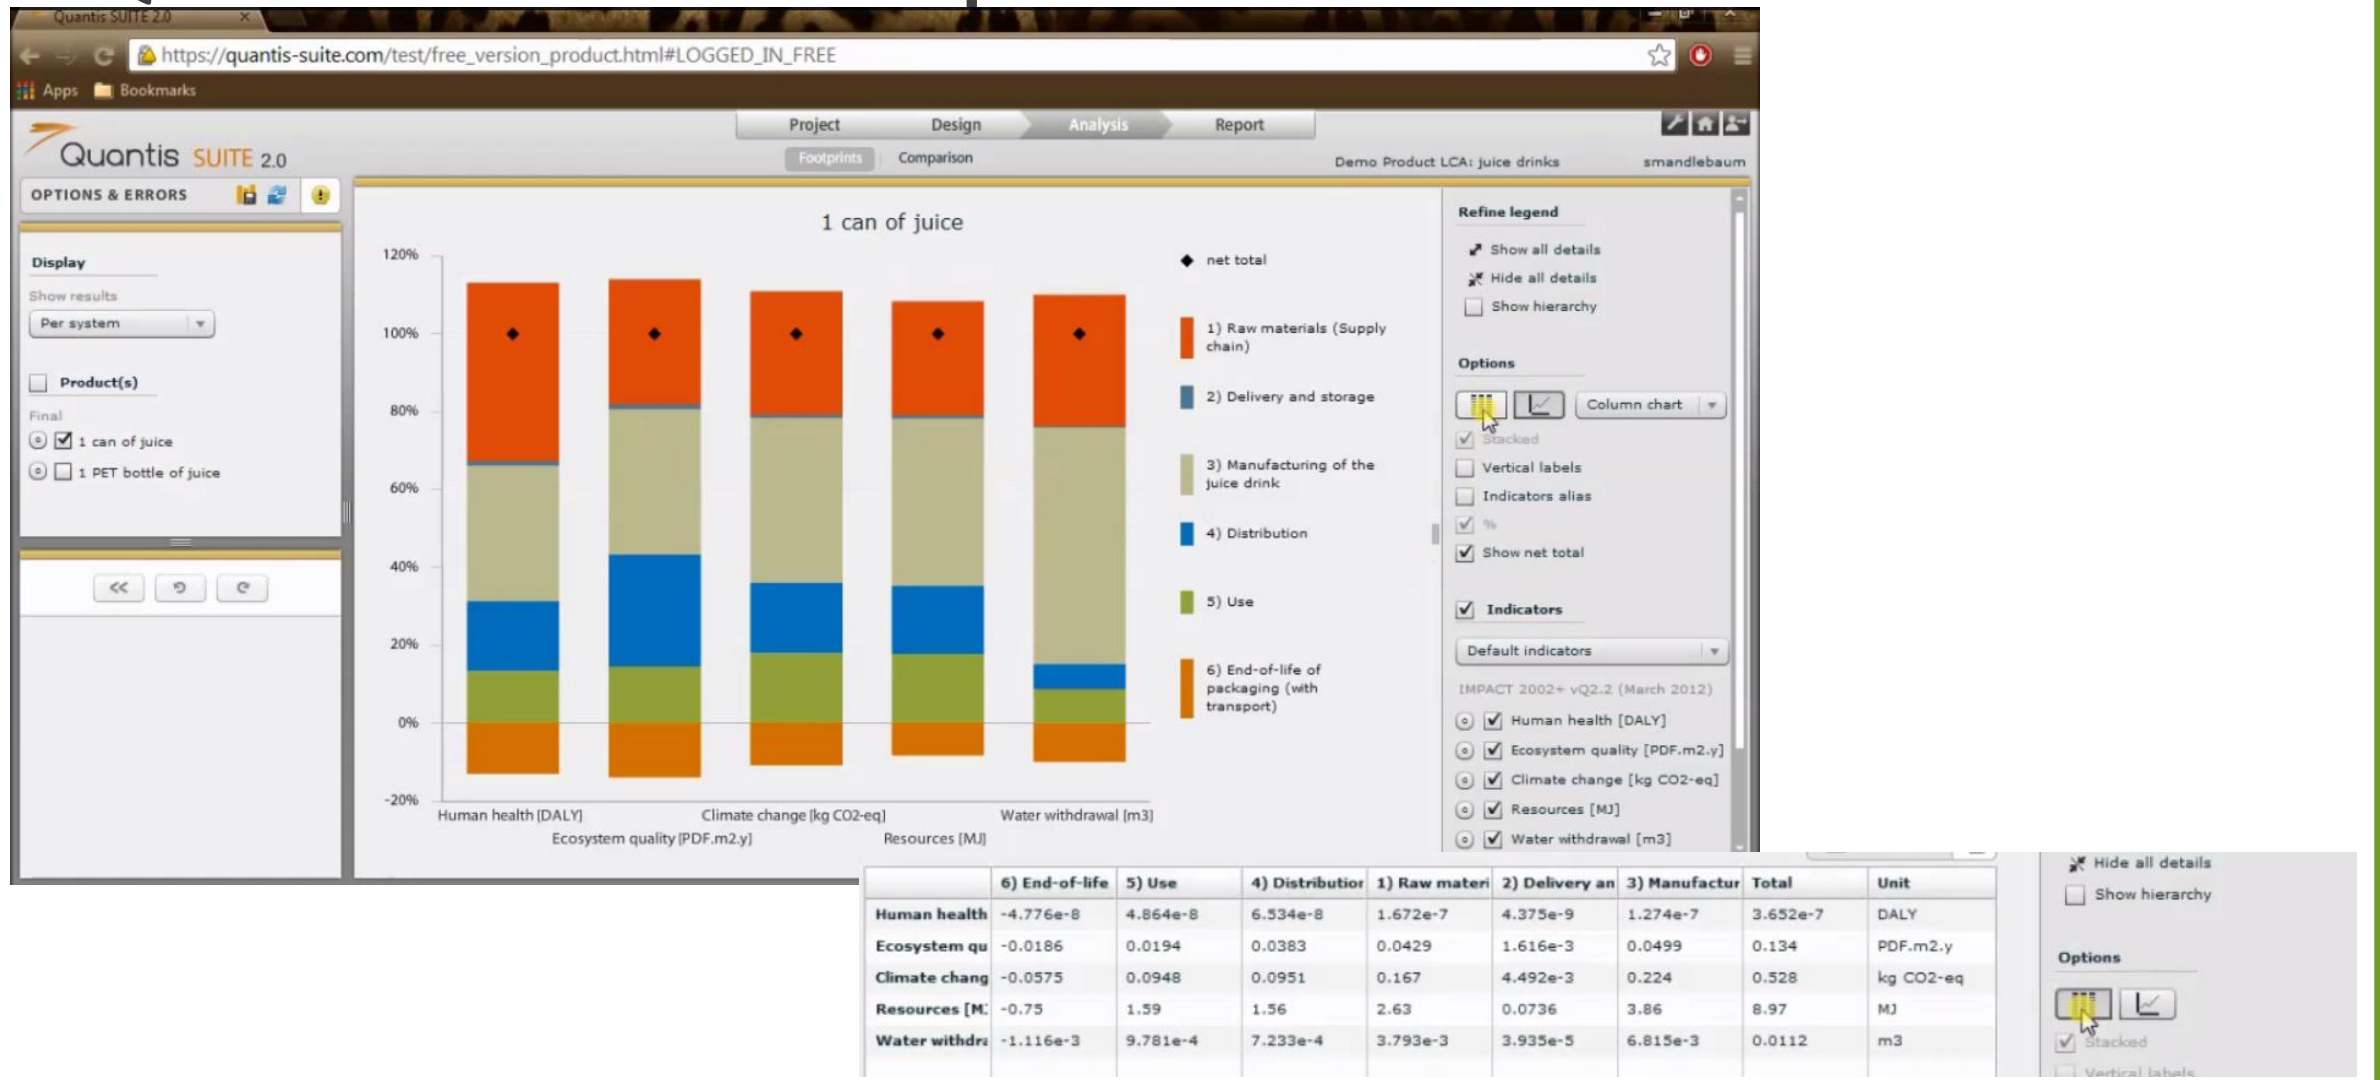 Quantis SUITE 2.0
https://quantis-suite.com/test/free_version_product.html#LOGGED_IN_FREE
Apps Bookmarks
Project Design Analysis Report
Quantis SUITE 2.0
Footprints Comparison
Demo Product LCA: juice drinks smandlebaum
OPTIONS & ERRORS
Display
Show results
Per system
Product(s)
Final
1 can of juice
1 PET bottle of juice
1 can of juice
120%
100%
80%
60%
40%
20%
0%
-20%
Human health [DALY] Climate change [kg CO2-eq] Water withdrawal [m3]
Ecosystem quality [PDF.m2.y] Resources [MJ]
net total
1) Raw materials (Supply
chain)
2) Delivery and storage
3) Manufacturing of the
juice drink
4) Distribution
5) Use
6) End-of-life of
packaging (with
transport)
Refine legend
Show all details
Hide all details
Show hierarchy
Options
Column chart
Stacked
Vertical labels
Indicators alias
%
Show net total
Indicators
Default indicators
IMPACT 2002+ vQ2.2 (March 2012)
Human health [DALY]
Ecosystem quality [PDF.m2.y]
Climate change [kg CO2-eq]
Resources [MJ]
Water withdrawal [m3]
6) End-of-life 5) Use 4) Distribution 1) Raw materi 2) Delivery an 3) Manufactur Total Unit
Human health -4.776e-8 4.864e-8 6.534e-8 1.672e-7 4.375e-9 1.274e-7 3.652e-7 DALY
Ecosystem qu -0.0186 0.0194 0.0383 0.0429 1.616e-3 0.0499 0.134 PDF.m2.y
Climate chang -0.0575 0.0948 0.0951 0.167 4.492e-3 0.224 0.528 kg CO2-eq
Resources [M -0.75 1.59 1.56 2.63 0.0736 3.86 8.97 MJ
Water withdra -1.116e-3 9.781e-4 7.233e-4 3.793e-3 3.935e-5 6.815e-3 0.0112 m3
Hide all details
Show hierarchy
Options
Stacked
Vertical labels